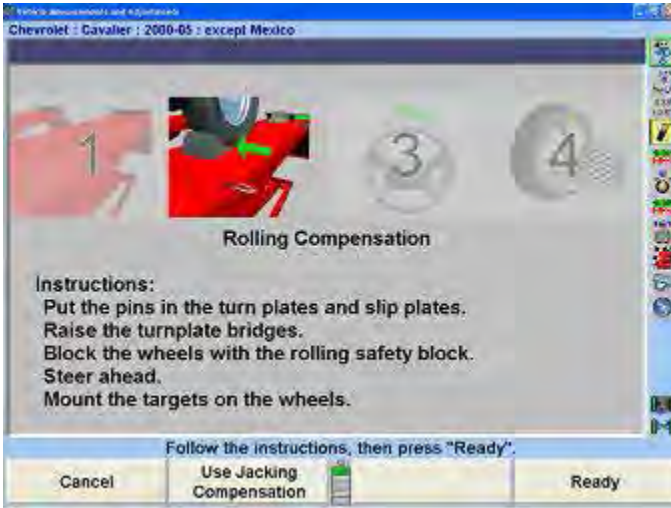 Vehicle Measurements and Adjustments
Chevrolet : Cavalier : 2000-05 : except Mexico
1
3
4
Rolling Compensation
Instructions:
Put the pins in the turn plates and slip plates.
Raise the turnplate bridges.
Block the wheels with the rolling safety block.
Steer ahead.
Mount the targets on the wheels.
Follow the instructions, then press "Ready".
Cancel
Use Jacking
Compensation
Ready